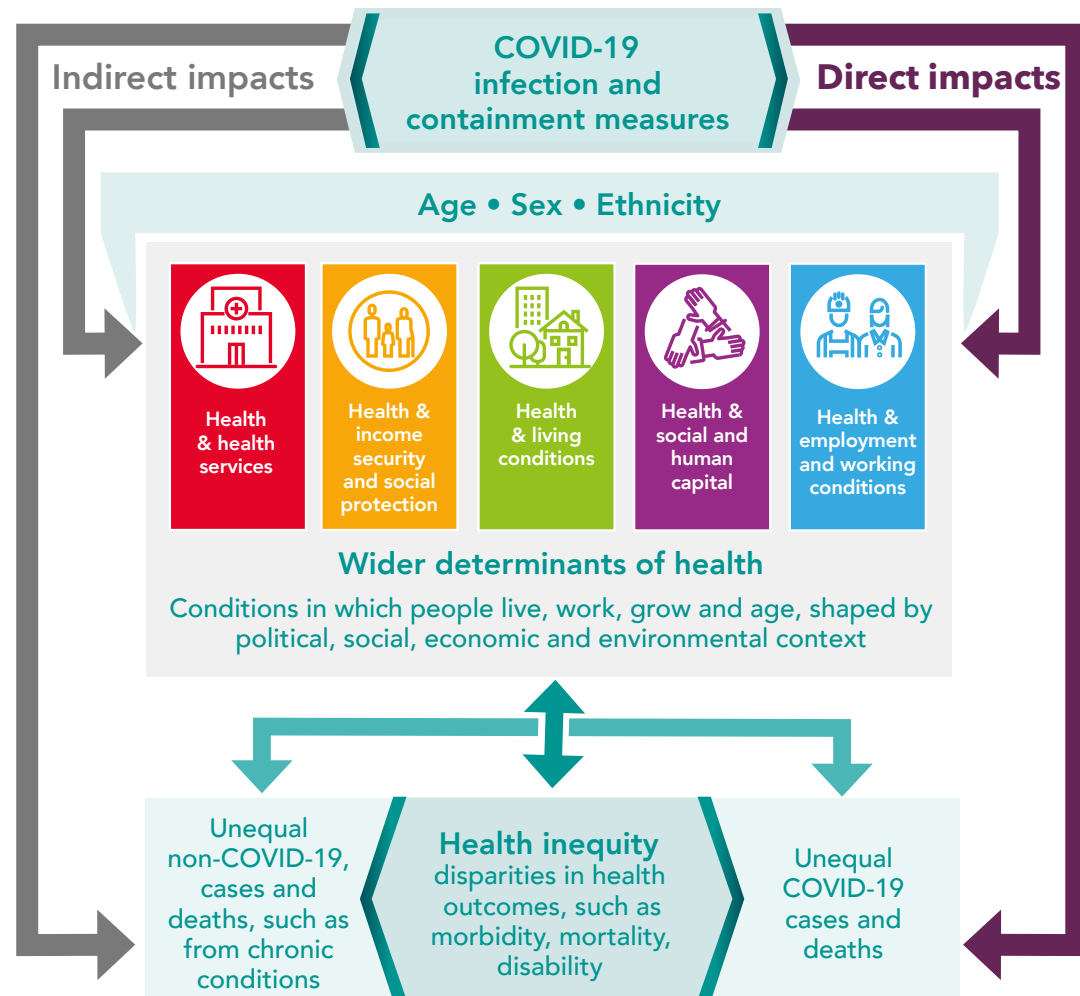 COVID-19
infection and
containment measures
Indirect impacts
Direct impacts
Age • Sex • Ethnicity
Health
& health
services
Health &
income
security
and social
protection
Health
& living
conditions
Health &
social and
human
capital
Health &
employment
and working
conditions
Wider determinants of health
Conditions in which people live, work, grow and age, shaped by
political, social, economic and environmental context
Unequal
non-COVID-19,
cases and
deaths, such as
from chronic
conditions
Health inequity
disparities in health
outcomes, such as
morbidity, mortality,
disability
Unequal
COVID-19
cases and
deaths